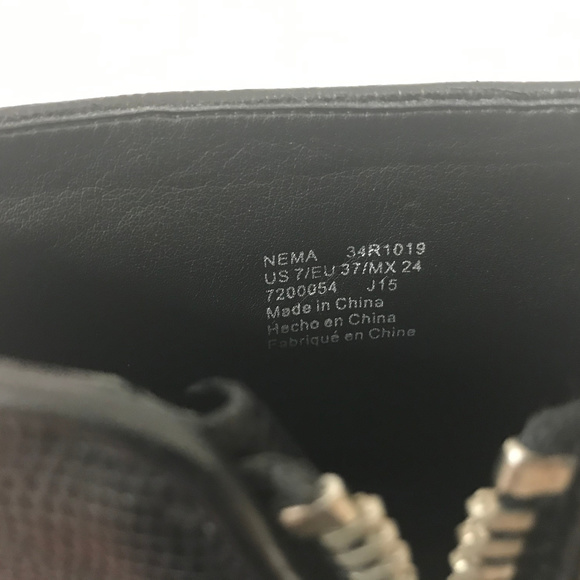 NEMA 34R1019
US 7/EU 37/MX 24
7200054 J15
Made in China
Hecho en China
Fabriqué en Chine